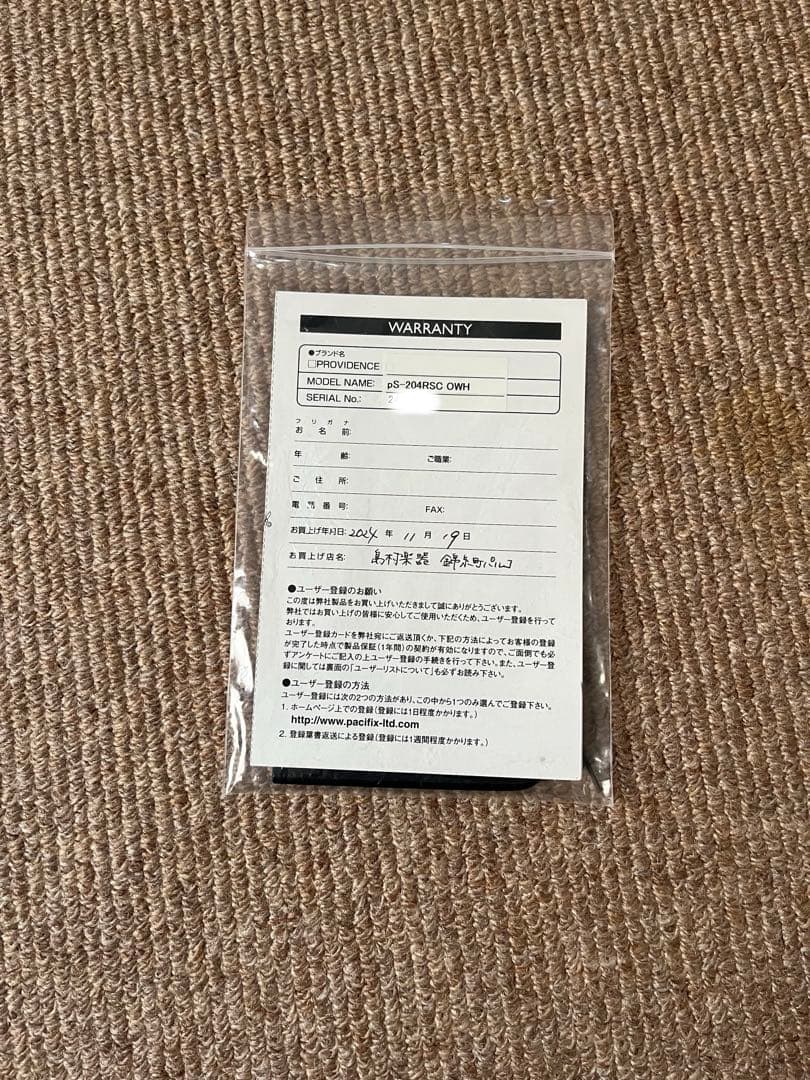 WARRANTY
●ブランド名
□PROVIDENCE
MODEL NAME: pS-204RSC OWH
SERIAL No.: 2
フリガナ
お名前:
年齢: ご職業:
ご住所:
電話番号: FAX:
お買上げ年月日: 2024年 11月 19日
お買上げ店名: 島村楽器 錦糸町パルコ
●ユーザー登録のお願い
この度は弊社製品をお買い上げいただきまして誠にありがとうございます。
弊社ではお買い上げの皆様に安心してご使用いただくため、ユーザー登録を行って
おります。
ユーザー登録カードを弊社宛にご返送頂くか、下記の方法によってお客様の登録
が完了した時点で製品保証(1年間)の契約が有効になりますので、ご面倒でも必
ずアンケートにご記入の上ユーザー登録の手続きを行って下さい。また、ユーザー登
録に関しては裏面の「ユーザーリストについて」も必ずお読み下さい。
●ユーザー登録の方法
ユーザー登録には次の2つの方法があり、この中から1つのみ選んでご登録下さい。
1. ホームページ上での登録(登録には1日程度かかります。)
http://www.pacifix-ltd.com
2. 登録葉書返送による登録(登録には1週間程度かかります。)